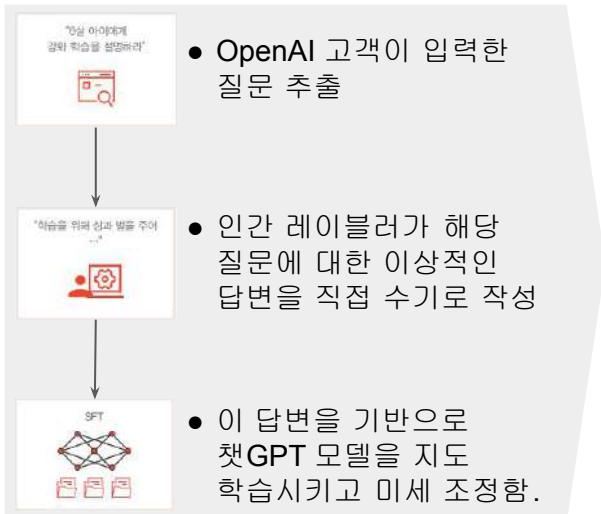 "6살 아이에게
강화 학습을 설명하라"
● OpenAI 고객이 입력한
질문 추출
"학습을 위해 상과 벌을 주어
..."
● 인간 레이블러가 해당
질문에 대한 이상적인
답변을 직접 수기로 작성
SFT
● 이 답변을 기반으로
챗GPT 모델을 지도
학습시키고 미세 조정함.